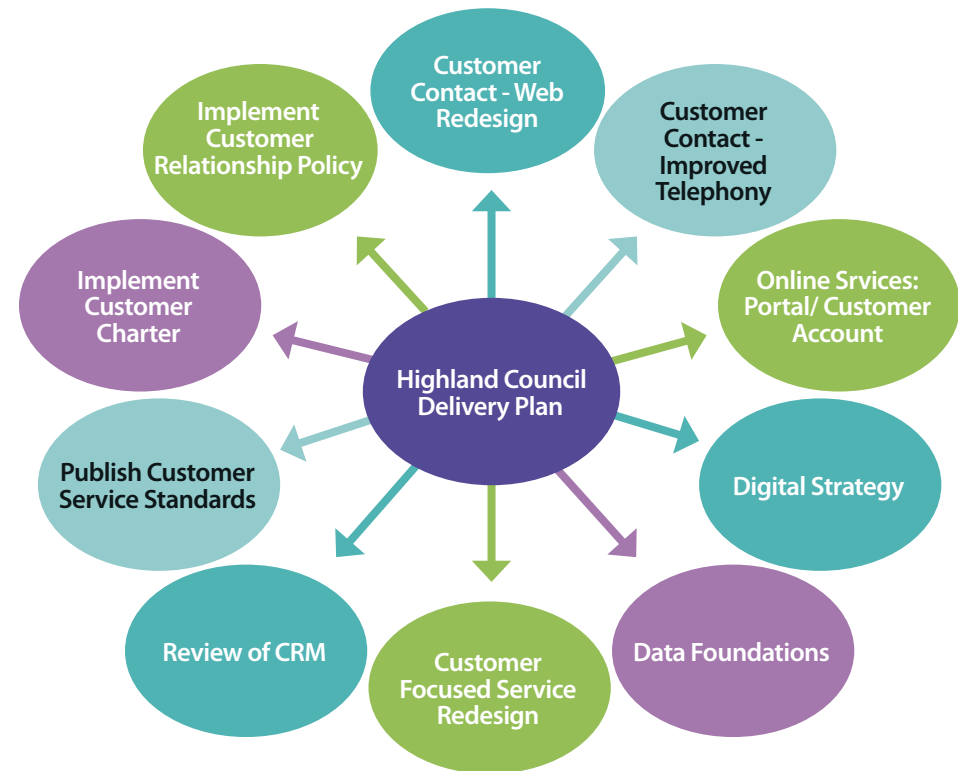 Customer
Contact - Web
Redesign
Customer
Contact -
Improved
Telephony
Online Srvices:
Portal/ Customer
Account
Digital Strategy
Data Foundations
Customer
Focused Service
Redesign
Review of CRM
Publish Customer
Service Standards
Implement
Customer
Charter
Implement
Customer
Relationship Policy
Highland Council
Delivery Plan